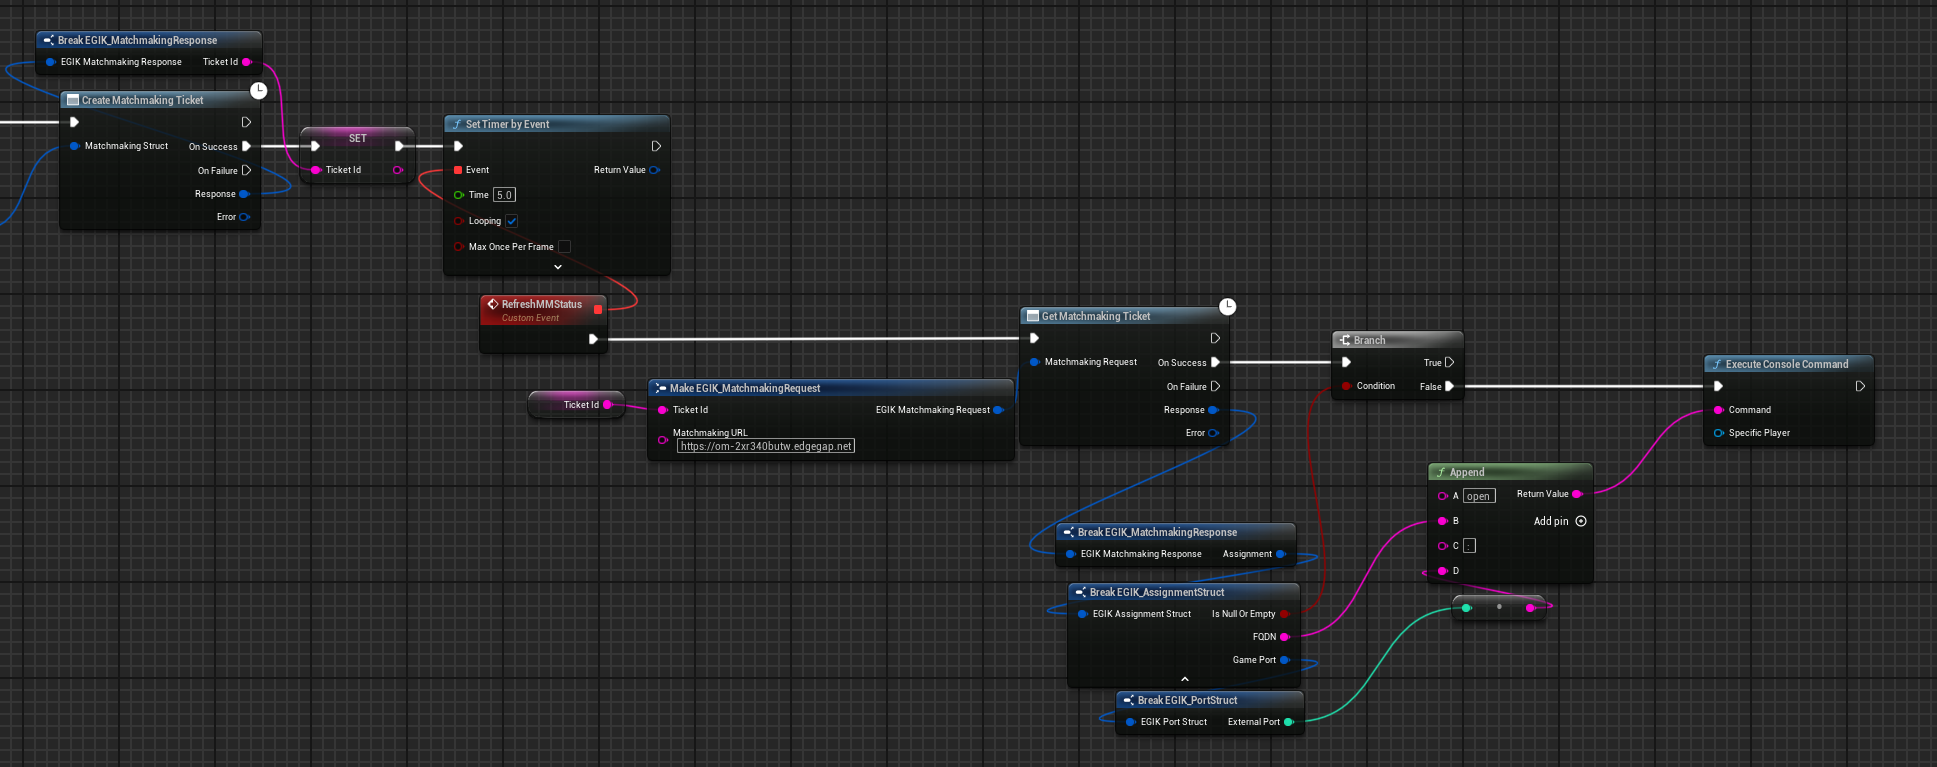 Break EGIK_MatchmakingResponse
EGIK Matchmaking Response Ticket Id
Create Matchmaking Ticket
Matchmaking Struct On Success
On Failure
Response
Error
SET
Ticket Id
Set Timer by Event
Event Return Value
Time 5.0
Looping
Max Once Per Frame
RefreshMMStatus
Custom Event
Ticket Id
Make EGIK_MatchmakingRequest
Ticket Id EGIK Matchmaking Request
Matchmaking URL
https://om-2xr340butw.edgegap.net
Get Matchmaking Ticket
Matchmaking Request On Success
On Failure
Response
Error
Branch
True
Condition False
Execute Console Command
Command
Specific Player
Append
A open Return Value
B Add pin
C :
D
Break EGIK_MatchmakingResponse
EGIK Matchmaking Response Assignment
Break EGIK_AssignmentStruct
EGIK Assignment Struct Is Null Or Empty
FQDN
Game Port
Break EGIK_PortStruct
EGIK Port Struct External Port